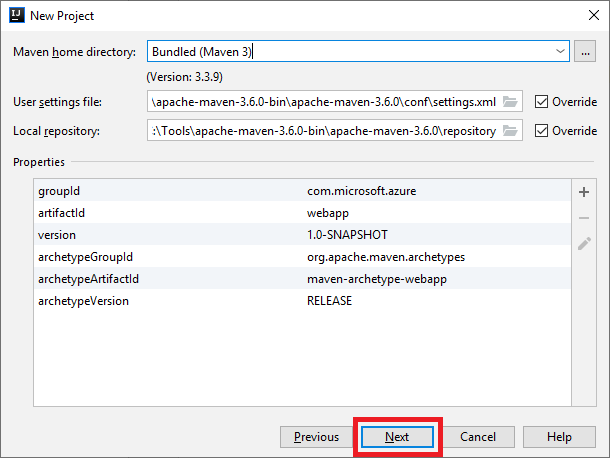 IJ New Project
Maven home directory: Bundled (Maven 3) ...
(Version: 3.3.9)
User settings file: \apache-maven-3.6.0-bin\apache-maven-3.6.0\conf\settings.xml Override
Local repository: :\Tools\apache-maven-3.6.0-bin\apache-maven-3.6.0\repository Override
Properties
groupId com.microsoft.azure
artifactId webapp
version 1.0-SNAPSHOT
archetypeGroupId org.apache.maven.archetypes
archetypeArtifactId maven-archetype-webapp
archetypeVersion RELEASE
Previous Next Cancel Help